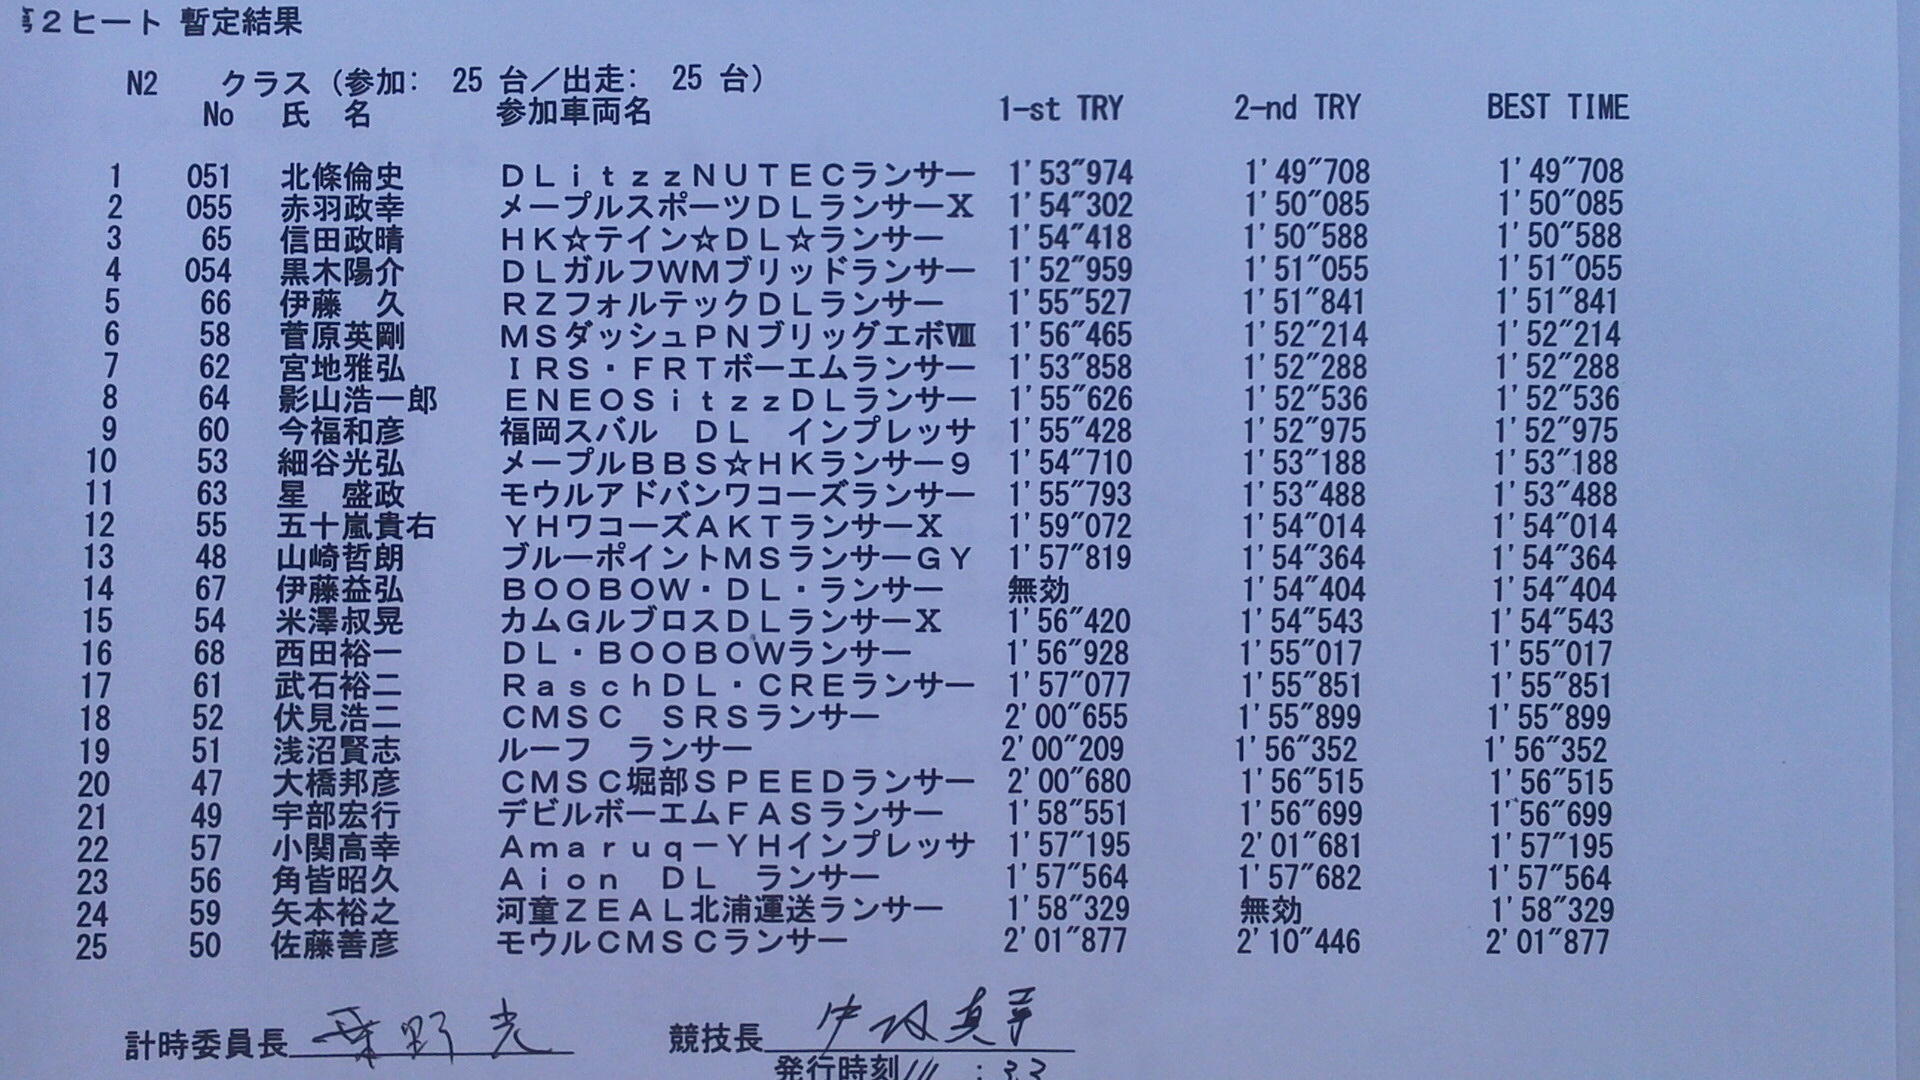 第２ヒート 暫定結果
N2 クラス（参加: 25 台／出走: 25 台）
No 氏 名 参加車両名 1-st TRY 2-nd TRY BEST TIME
1 051 北條倫史 ＤＬｉｔｚｚＮＵＴＥＣランサー 1'53"974 1'49"708 1'49"708
2 055 赤羽政幸 メープルスポーツＤＬランサーⅩ 1'54"302 1'50"085 1'50"085
3 65 信田政晴 ＨＫ☆テイン☆ＤＬ☆ランサー 1'54"418 1'50"588 1'50"588
4 054 黒木陽介 ＤＬガルフＷＭブリッドランサー 1'52"959 1'51"055 1'51"055
5 66 伊藤　久 ＲＺフォルテックＤＬランサー 1'55"527 1'51"841 1'51"841
6 58 菅原英剛 ＭＳダッシュＰＮブリッグエボⅧ 1'56"465 1'52"214 1'52"214
7 62 宮地雅弘 ＩＲＳ・ＦＲＴボーエムランサー 1'53"858 1'52"288 1'52"288
8 64 影山浩一郎 ＥＮＥＯＳｉｔｚｚＤＬランサー 1'55"626 1'52"536 1'52"536
9 60 今福和彦 福岡スバル　ＤＬ　インプレッサ 1'55"428 1'52"975 1'52"975
10 53 細谷光弘 メープルＢＢＳ☆ＨＫランサー９ 1'54"710 1'53"188 1'53"188
11 63 星　盛政 モウルアドバンワコーズランサー 1'55"793 1'53"488 1'53"488
12 55 五十嵐貴右 ＹＨワコーズＡＫＴランサーⅩ 1'59"072 1'54"014 1'54"014
13 48 山崎哲朗 ブルーポイントＭＳランサーＧＹ 1'57"819 1'54"364 1'54"364
14 67 伊藤益弘 ＢＯＯＢＯＷ・ＤＬ・ランサー 無効 1'54"404 1'54"404
15 54 米澤叔晃 カムＧルブロスＤＬランサーⅩ 1'56"420 1'54"543 1'54"543
16 68 西田裕一 ＤＬ・ＢＯＯＢＯＷランサー 1'56"928 1'55"017 1'55"017
17 61 武石裕二 ＲａｓｃｈＤＬ・ＣＲＥランサー 1'57"077 1'55"851 1'55"851
18 52 伏見浩二 ＣＭＳＣ　ＳＲＳランサー 2'00"655 1'55"899 1'55"899
19 51 浅沼賢志 ルーフ　ランサー 2'00"209 1'56"352 1'56"352
20 47 大橋邦彦 ＣＭＳＣ堀部ＳＰＥＥＤランサー 2'00"680 1'56"515 1'56"515
21 49 宇部宏行 デビルボーエムＦＡＳランサー 1'58"551 1'56"699 1'56"699
22 57 小関高幸 Ａｍａｒｕｑ－ＹＨインプレッサ 1'57"195 2'01"681 1'57"195
23 56 角皆昭久 Ａｉｏｎ　ＤＬ　ランサー 1'57"564 1'57"682 1'57"564
24 59 矢本裕之 河童ＺＥＡＬ北浦運送ランサー 1'58"329 無効 1'58"329
25 50 佐藤善彦 モウルＣＭＳＣランサー 2'01"877 2'10"446 2'01"877
計時委員長 競技長
発行時刻 : 33